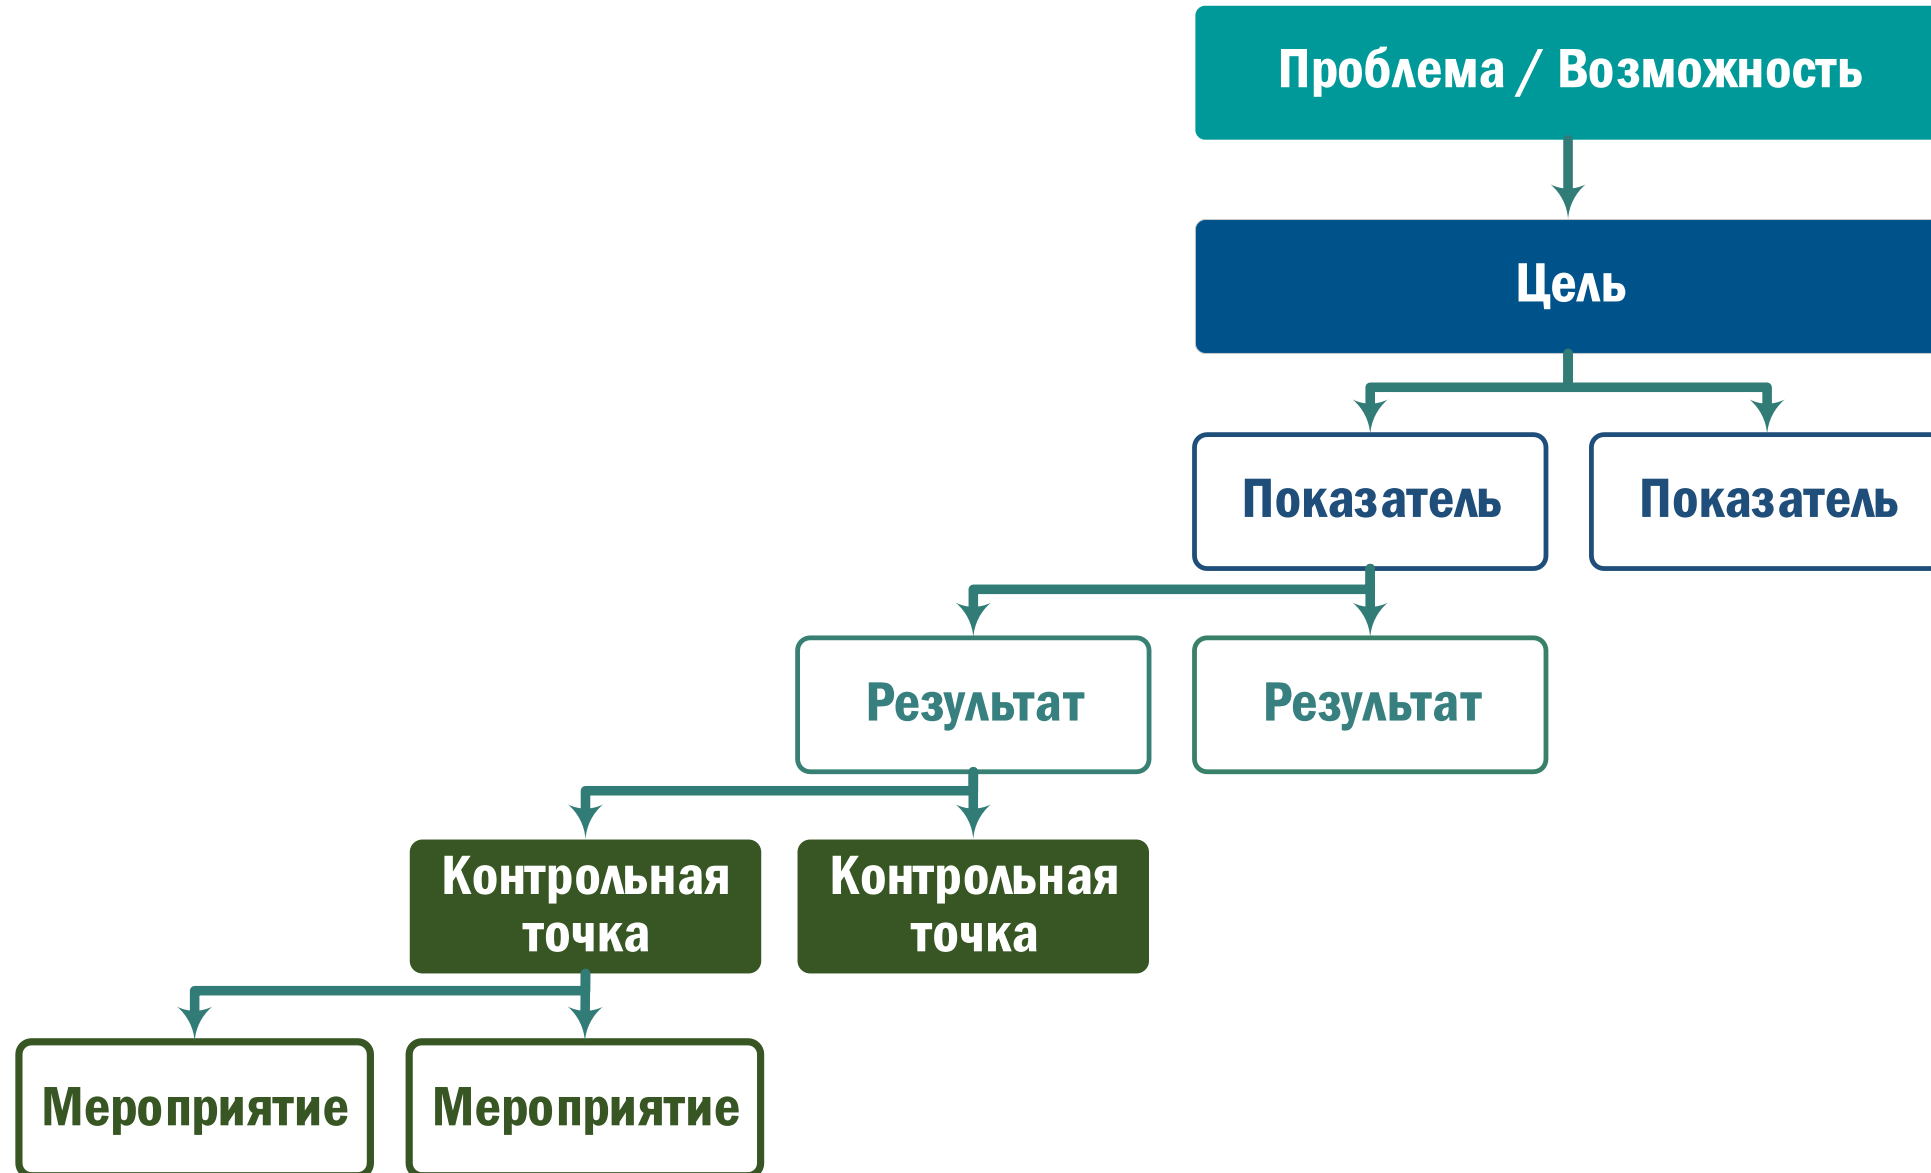 Проблема / Возможность
Цель
Показатель
Показатель
Результат
Результат
Контрольная
точка
Контрольная
точка
Мероприятие
Мероприятие